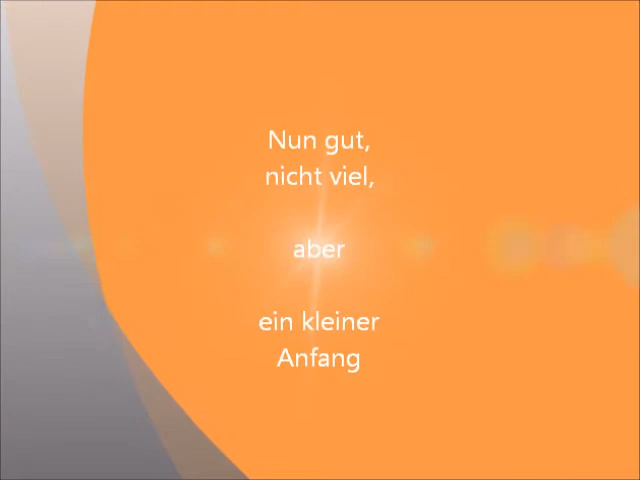 Nun gut,
nicht viel,
aber
ein kleiner
Anfang